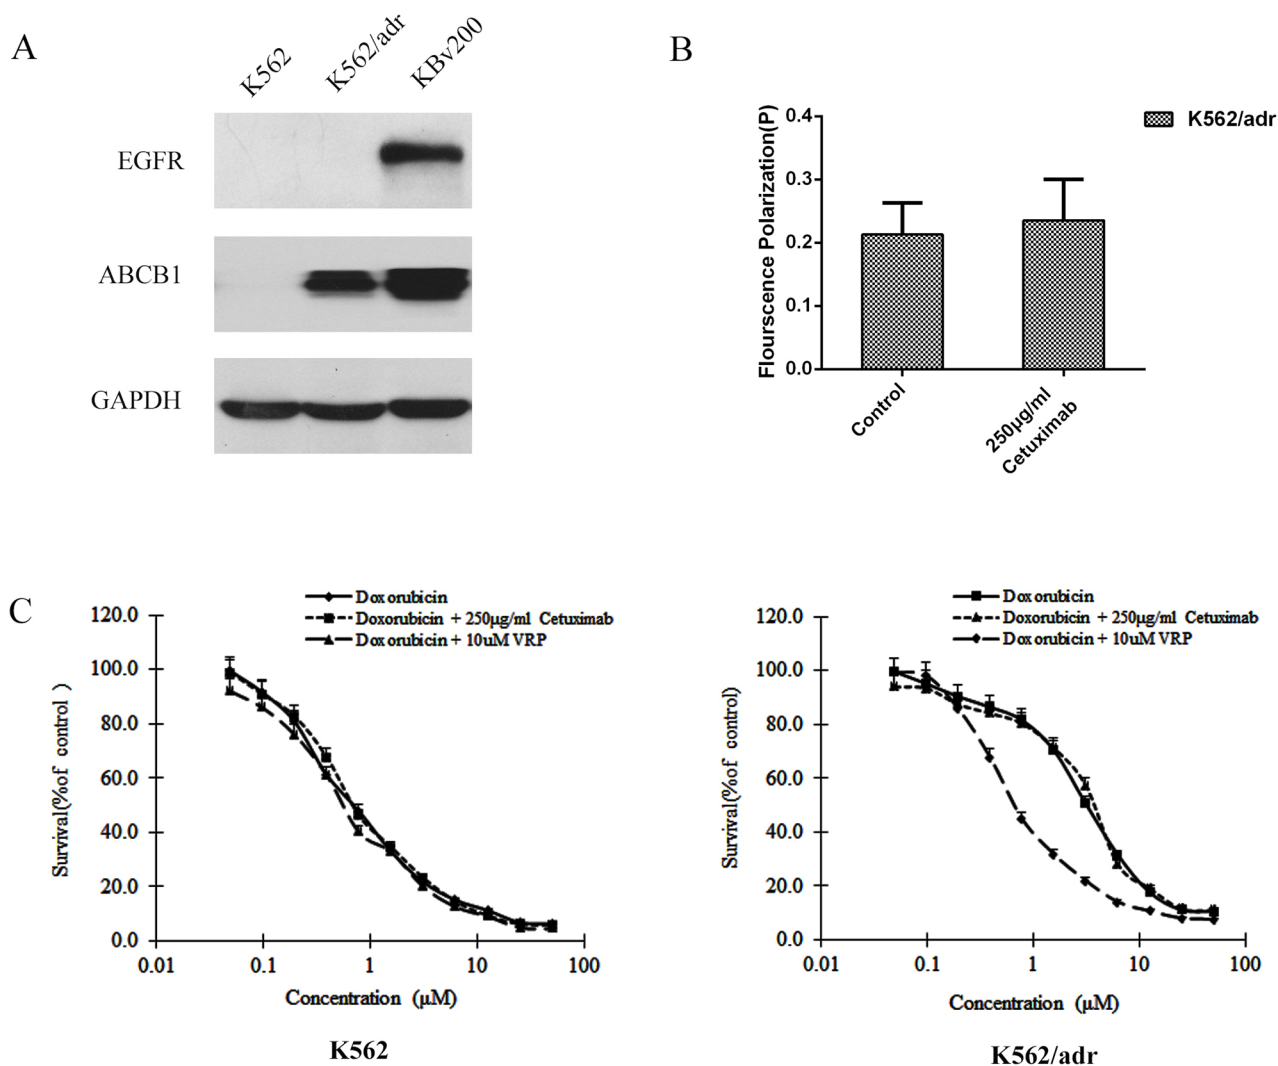 A
K562
K562/adr
KBv200
EGFR
ABCB1
GAPDH
B
Flourscence Polarization(P)
0.4
0.3
0.2
0.1
0.0
Control
250µg/ml
Cetuximab
K562/adr
C
Doxorubicin
Doxorubicin + 250µg/ml Cetuximab
Doxorubicin + 10uM VRP
Survival(%of control )
120.0
100.0
80.0
60.0
40.0
20.0
0.0
0.01 0.1 1 10 100
Concentration (µM)
K562
Doxorubicin
Doxorubicin + 250µg/ml Cetuximab
Doxorubicin + 10uM VRP
Survival(%of control)
120.0
100.0
80.0
60.0
40.0
20.0
0.0
0.01 0.1 1 10 100
Concentration (µM)
K562/adr